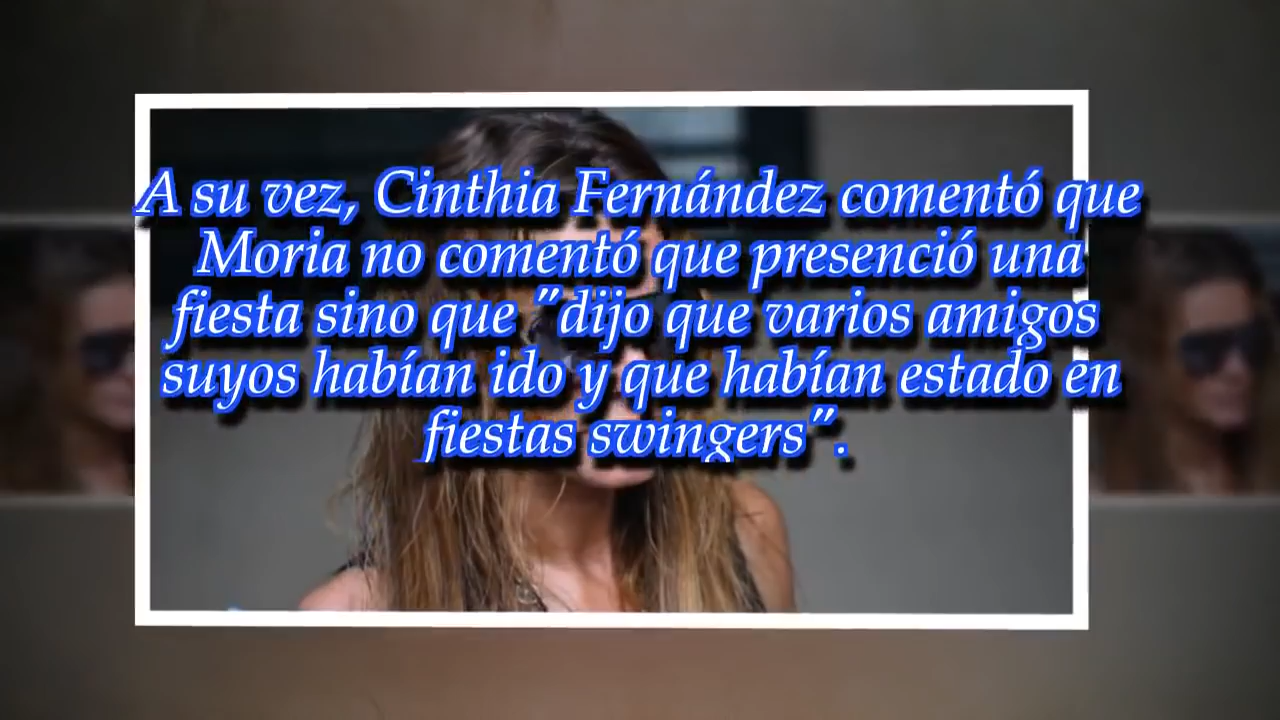 A su vez, Cinthia Fernández comentó que
Moria no comentó que presenció una
fiesta sino que "dijo que varios amigos
suyos habían ido y que habían estado en
fiestas swingers".